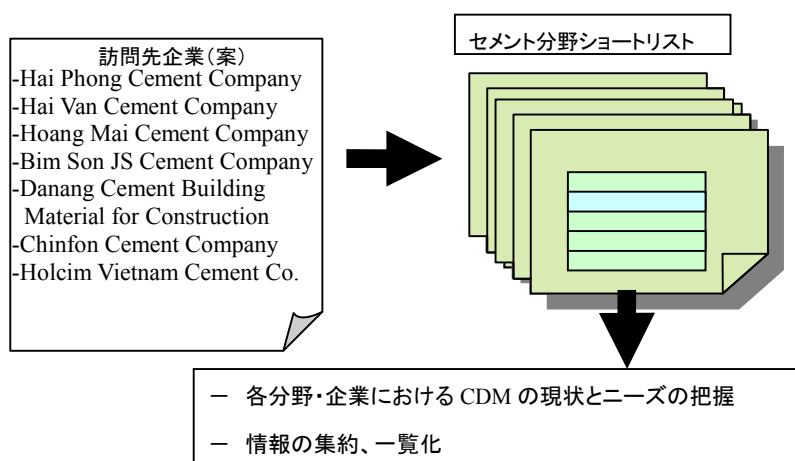 訪問先企業(案)
-Hai Phong Cement Company
-Hai Van Cement Company
-Hoang Mai Cement Company
-Bim Son JS Cement Company
-Danang Cement Building
Material for Construction
-Chinfon Cement Company
-Holcim Vietnam Cement Co.
セメント分野ショートリスト
－ 各分野・企業における CDM の現状とニーズの把握
－ 情報の集約、一覧化